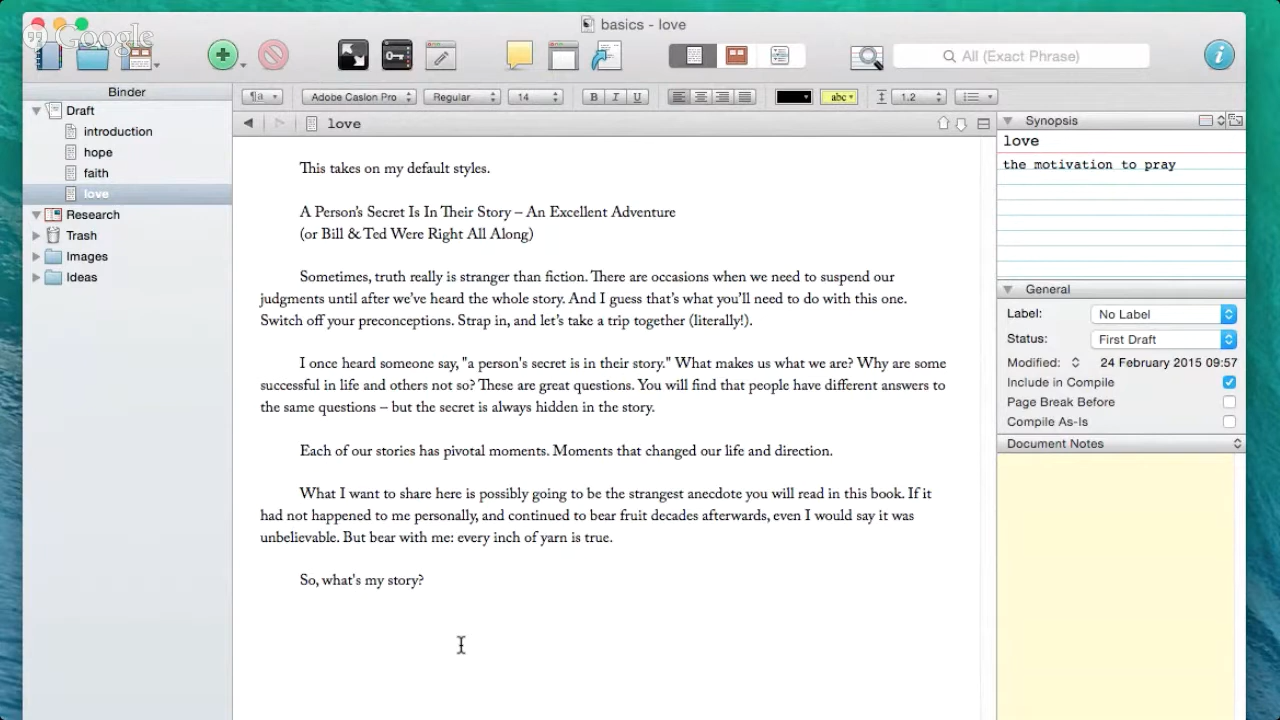 basics - love
Google
All (Exact Phrase)
Binder
Adobe Caslon Pro
Regular
14
B I U
abc
1.2
Draft
introduction
hope
faith
love
Research
Trash
Images
Ideas
love
This takes on my default styles.
A Person's Secret Is In Their Story – An Excellent Adventure
(or Bill & Ted Were Right All Along)
Sometimes, truth really is stranger than fiction. There are occasions when we need to suspend our
judgments until after we've heard the whole story. And I guess that's what you'll need to do with this one.
Switch off your preconceptions. Strap in, and let's take a trip together (literally!).
I once heard someone say, "a person's secret is in their story." What makes us what we are? Why are some
successful in life and others not so? These are great questions. You will find that people have different answers to
the same questions – but the secret is always hidden in the story.
Each of our stories has pivotal moments. Moments that changed our life and direction.
What I want to share here is possibly going to be the strangest anecdote you will read in this book. If it
had not happened to me personally, and continued to bear fruit decades afterwards, even I would say it was
unbelievable. But bear with me: every inch of yarn is true.
So, what's my story?
Synopsis
love
the motivation to pray
General
Label: No Label
Status: First Draft
Modified: 24 February 2015 09:57
Include in Compile
Page Break Before
Compile As-Is
Document Notes